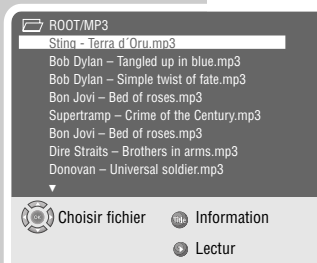 ROOT/MP3
Sting - Terra d´Oru.mp3
Bob Dylan – Tangled up in blue.mp3
Bob Dylan – Simple twist of fate.mp3
Bon Jovi – Bed of roses.mp3
Supertramp – Crime of the Century.mp3
Bon Jovi – Bed of roses.mp3
Dire Straits – Brothers in arms.mp3
Donovan – Universal soldier.mp3
OK Choisir fichier Title Information
Lectur